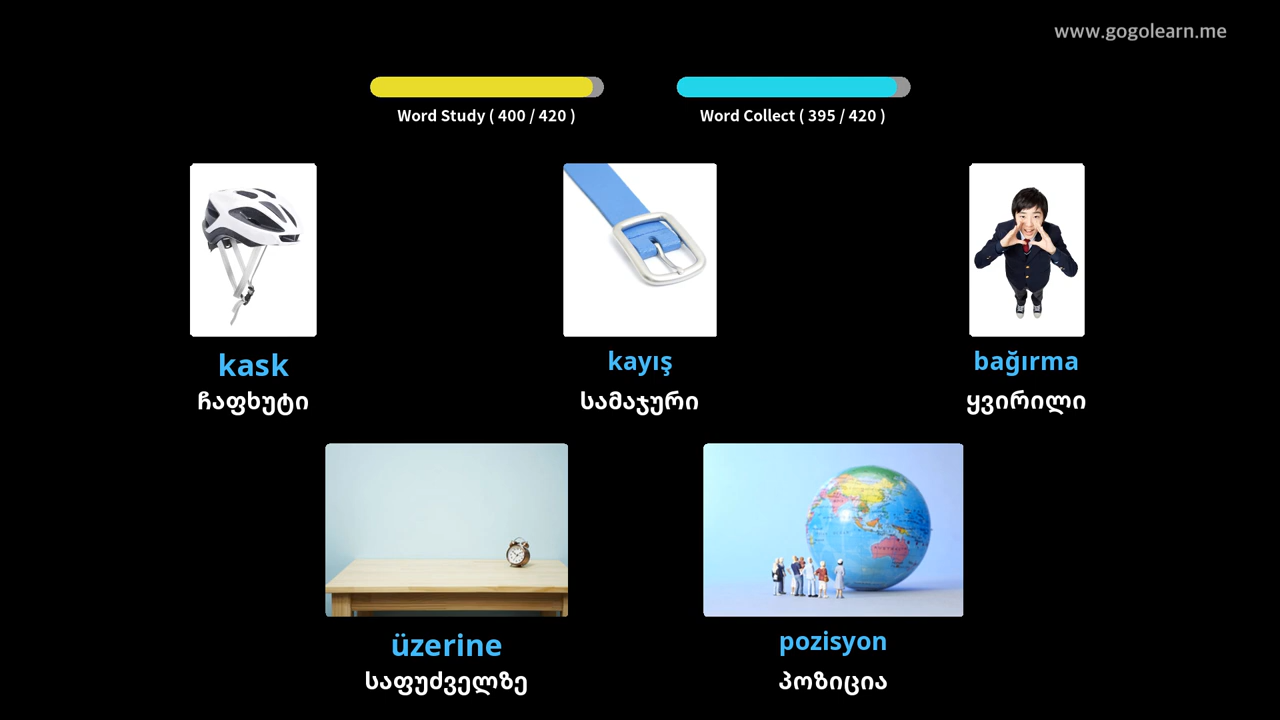 www.gogolearn.me
Word Study ( 400 / 420 )
Word Collect ( 395 / 420 )
kask
ჩაფხუტი
kayış
სამაჯური
bağırma
ყვირილი
üzerine
საფუძველზე
pozisyon
პოზიცია